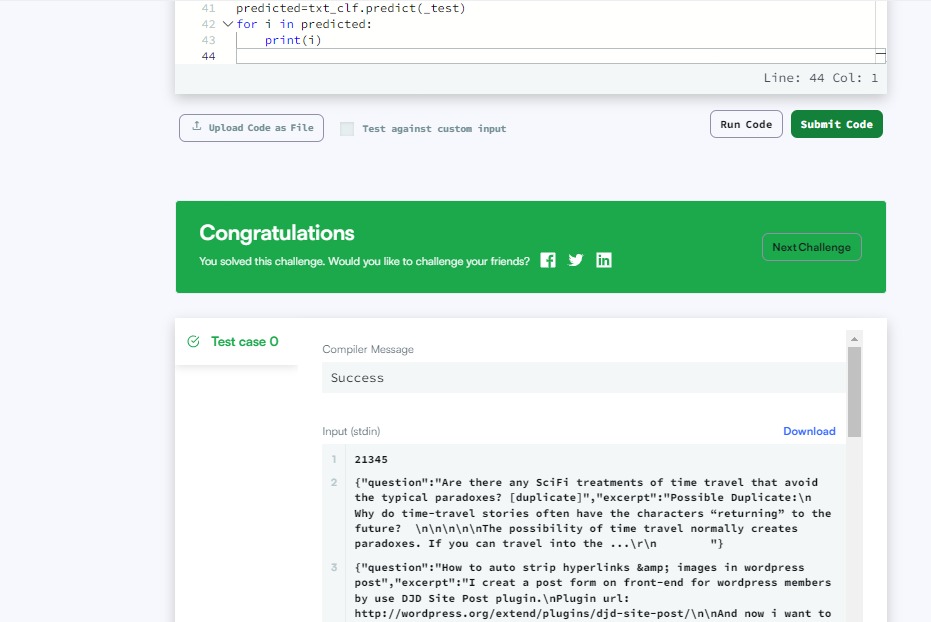 41 predicted=txt_clf.predict(_test)
42 for i in predicted:
43 print(i)
44
Line: 44 Col: 1
Upload Code as File
Test against custom input
Run Code
Submit Code
Congratulations
You solved this challenge. Would you like to challenge your friends?
Next Challenge
Test case 0
Compiler Message
Success
Input (stdin)
Download
1 21345
2 {"question":"Are there any SciFi treatments of time travel that avoid
the typical paradoxes? [duplicate]","excerpt":"Possible Duplicate:\n
Why do time-travel stories often have the characters “returning” to the
future?  \n\n\n\n\nThe possibility of time travel normally creates
paradoxes. If you can travel into the ...\r\n        "}
3 {"question":"How to auto strip hyperlinks &amp; images in wordpress
post","excerpt":"I creat a post form on front-end for wordpress members
by use DJD Site Post plugin.\nPlugin url:
http://wordpress.org/extend/plugins/djd-site-post/\n\nAnd now i want to